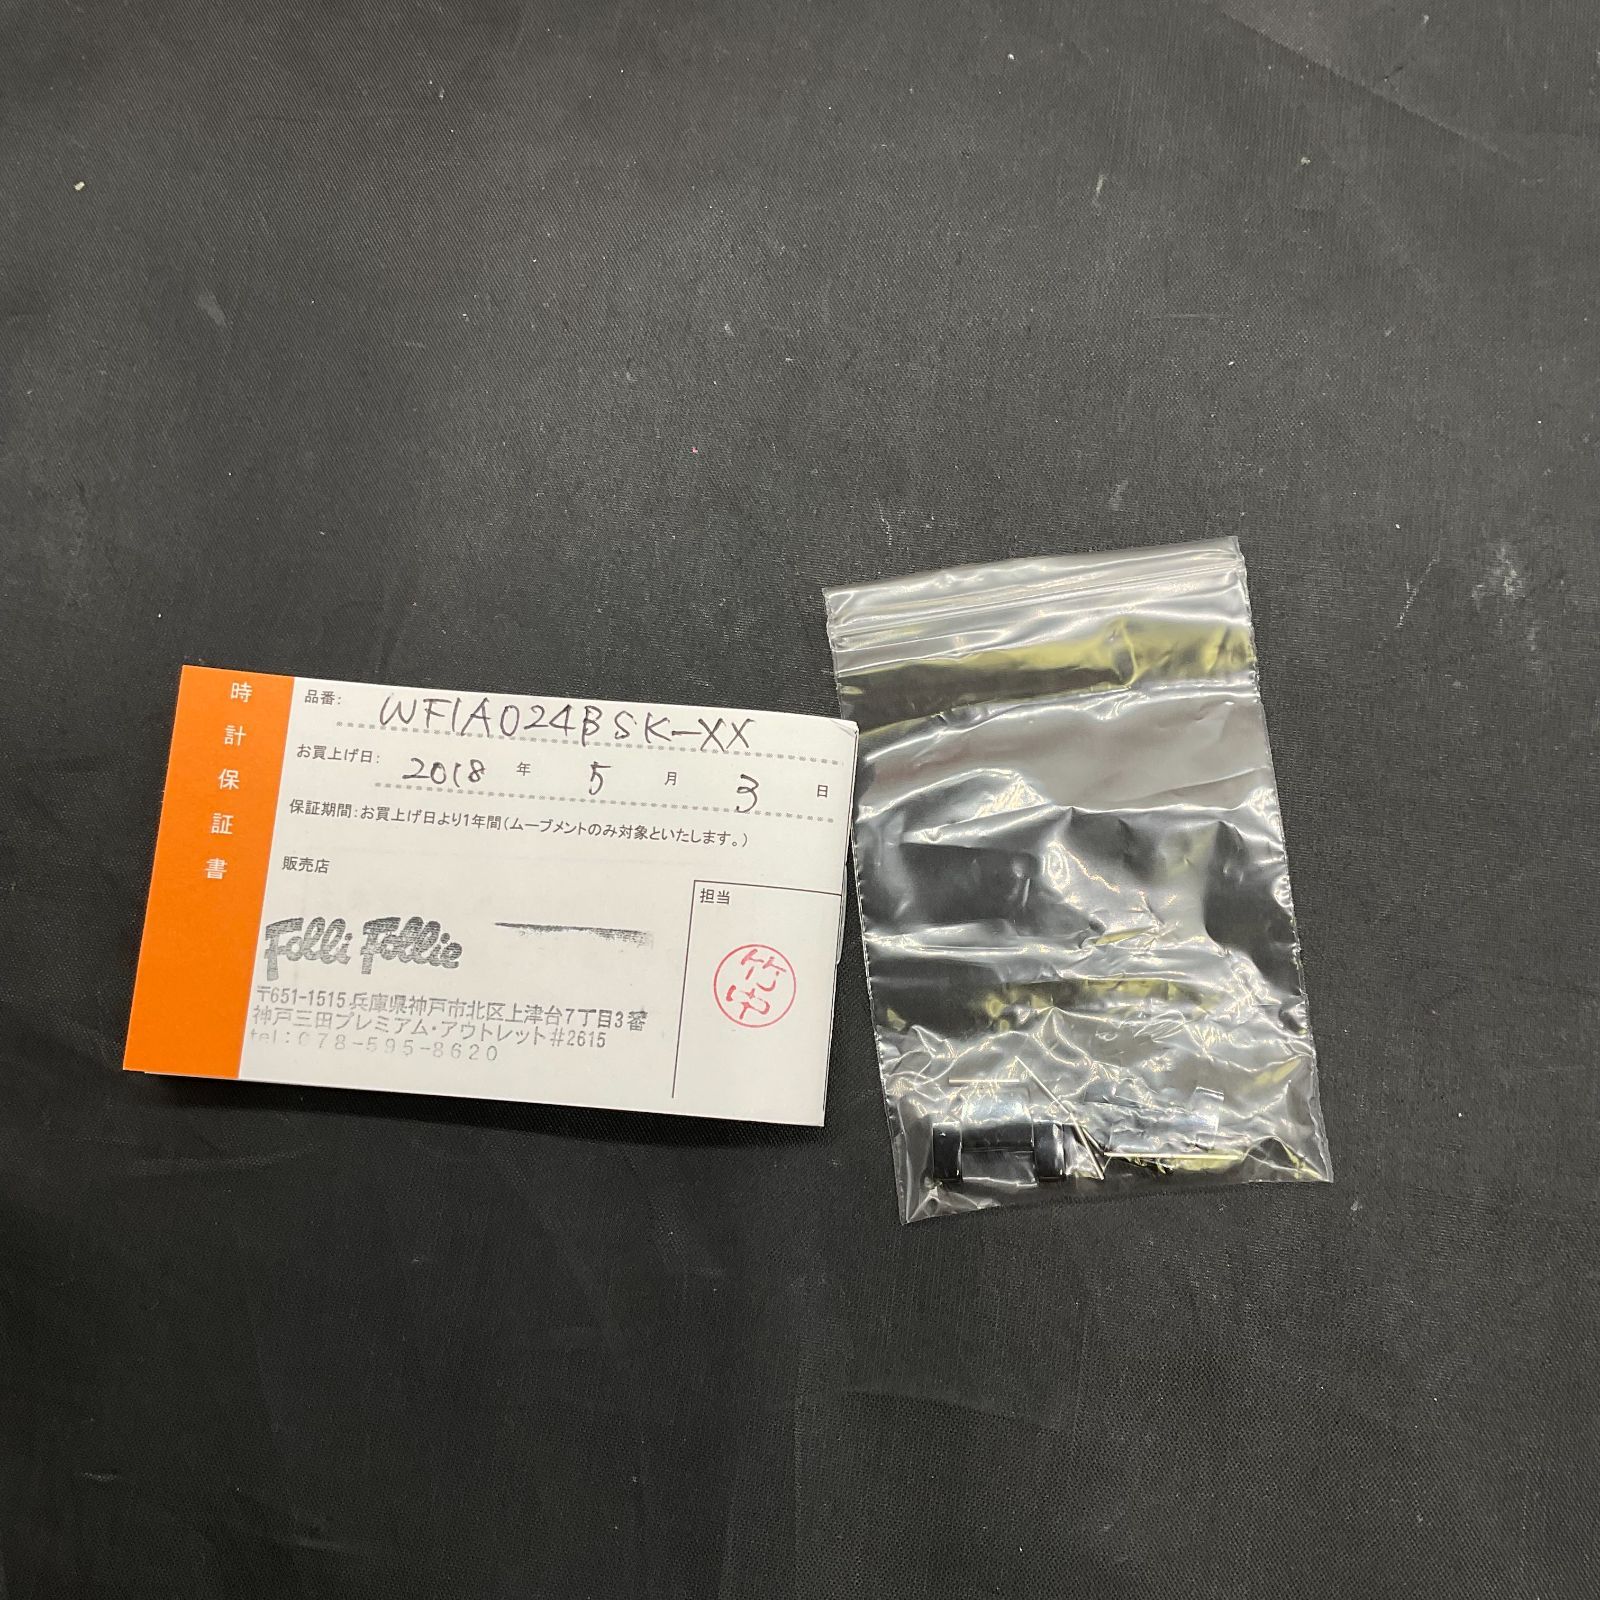 時計保証書
品番: WF1A024BSK-XX
お買上げ日: 2018 年 5 月 3 日
保証期間:お買上げ日より1年間(ムーブメントのみ対象といたします。)
販売店
担当
Folli Follie
竹中
〒651-1515 兵庫県神戸市北区上津台7丁目3番
神戸三田プレミアム・アウトレット#2615
tel:078-595-8620